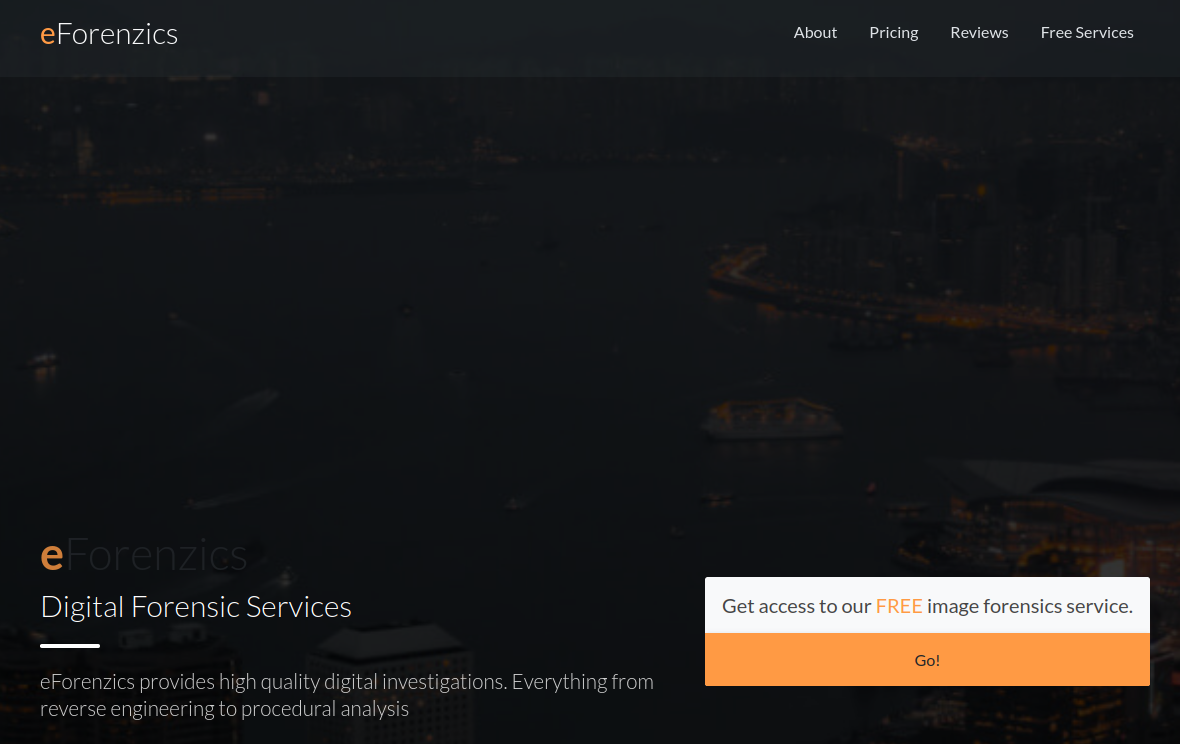 eForenzics
About Pricing Reviews Free Services
eForenzics
Digital Forensic Services
eForenzics provides high quality digital investigations. Everything from
reverse engineering to procedural analysis
Get access to our FREE image forensics service.
Go!